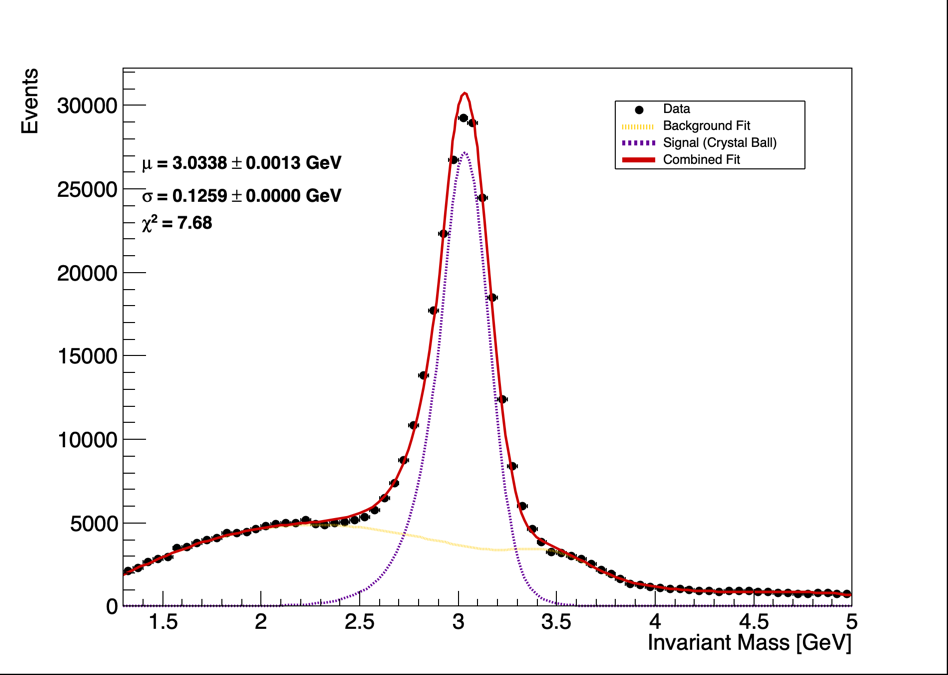 Events
30000
25000
20000
15000
10000
5000
0
μ = 3.0338 ± 0.0013 GeV
σ = 0.1259 ± 0.0000 GeV
χ² = 7.68
Data
Background Fit
Signal (Crystal Ball)
Combined Fit
1.5 2 2.5 3 3.5 4 4.5 5
Invariant Mass [GeV]